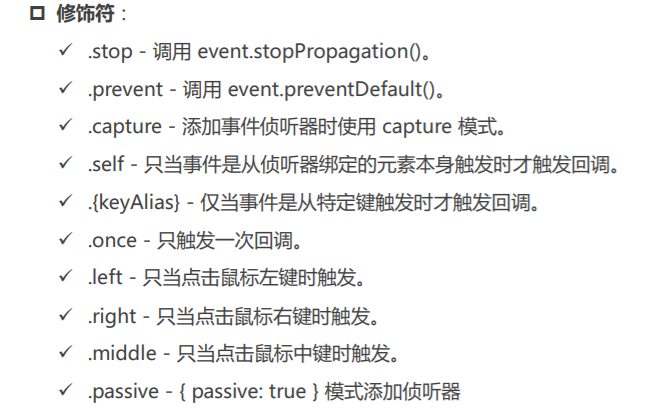 修饰符：
.stop - 调用 event.stopPropagation()。
.prevent - 调用 event.preventDefault()。
.capture - 添加事件侦听器时使用 capture 模式。
.self - 只当事件是从侦听器绑定的元素本身触发时才触发回调。
.{keyAlias} - 仅当事件是从特定键触发时才触发回调。
.once - 只触发一次回调。
.left - 只当点击鼠标左键时触发。
.right - 只当点击鼠标右键时触发。
.middle - 只当点击鼠标中键时触发。
.passive - { passive: true } 模式添加侦听器